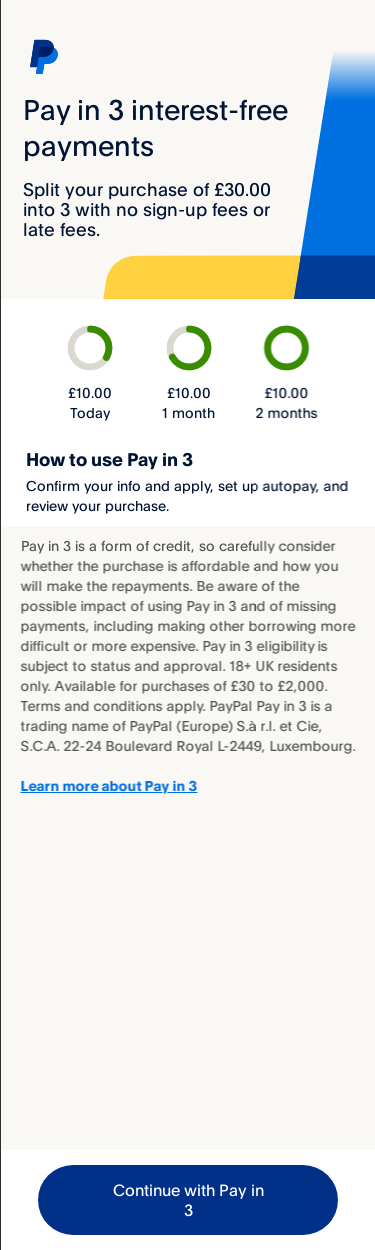 Pay in 3 interest-free
payments
Split your purchase of £30.00
into 3 with no sign-up fees or
late fees.
£10.00
Today
£10.00
1 month
£10.00
2 months
How to use Pay in 3
Confirm your info and apply, set up autopay, and
review your purchase.
Pay in 3 is a form of credit, so carefully consider
whether the purchase is affordable and how you
will make the repayments. Be aware of the
possible impact of using Pay in 3 and of missing
payments, including making other borrowing more
difficult or more expensive. Pay in 3 eligibility is
subject to status and approval. 18+ UK residents
only. Available for purchases of £30 to £2,000.
Terms and conditions apply. PayPal Pay in 3 is a
trading name of PayPal (Europe) S.à r.l. et Cie,
S.C.A. 22-24 Boulevard Royal L-2449, Luxembourg.
Learn more about Pay in 3
Continue with Pay in
3